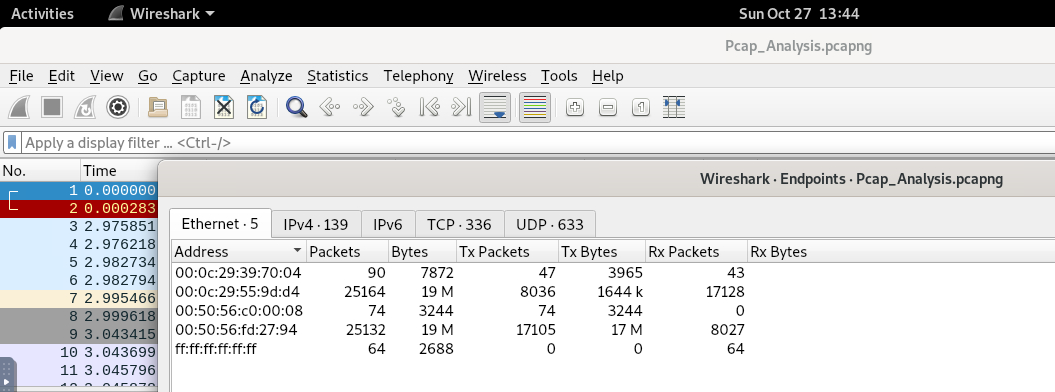 Activities Wireshark Sun Oct 27 13:44
Pcap_Analysis.pcapng
File Edit View Go Capture Analyze Statistics Telephony Wireless Tools Help
Apply a display filter ... <Ctrl-/>
No. Time
1 0.000000
2 0.000283
3 2.975851
4 2.976218
5 2.982734
6 2.982794
7 2.995466
8 2.999618
9 3.043415
10 3.043699
11 3.045796
Wireshark · Endpoints · Pcap_Analysis.pcapng
Ethernet · 5 IPv4 · 139 IPv6 TCP · 336 UDP · 633
Address Packets Bytes Tx Packets Tx Bytes Rx Packets Rx Bytes
00:0c:29:39:70:04 90 7872 47 3965 43
00:0c:29:55:9d:d4 25164 19 M 8036 1644 k 17128
00:50:56:c0:00:08 74 3244 74 3244 0
00:50:56:fd:27:94 25132 19 M 17105 17 M 8027
ff:ff:ff:ff:ff:ff 64 2688 0 0 64